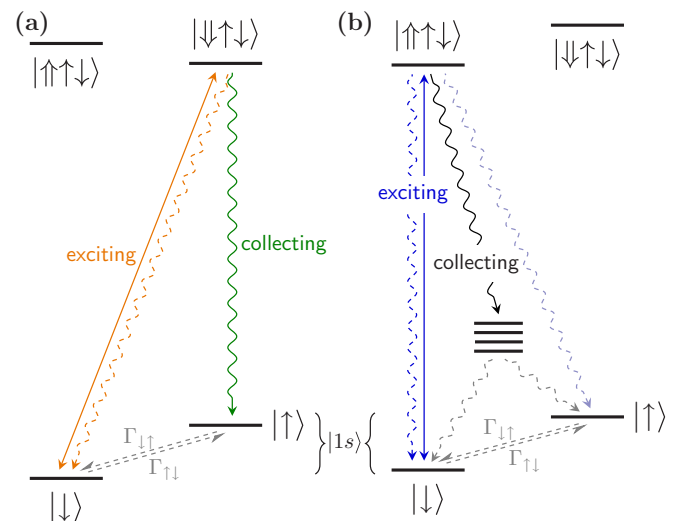 (a)
|⇓↑↓⟩
(b)
|⇑↑↓⟩
|⇓↑↓⟩
|⇑↑↓⟩
exciting
collecting
exciting
collecting
|↑⟩
}|1s⟩{
|↑⟩
Γ↓↑
Γ↑↓
Γ↓↑
Γ↑↓
|↓⟩
|↓⟩